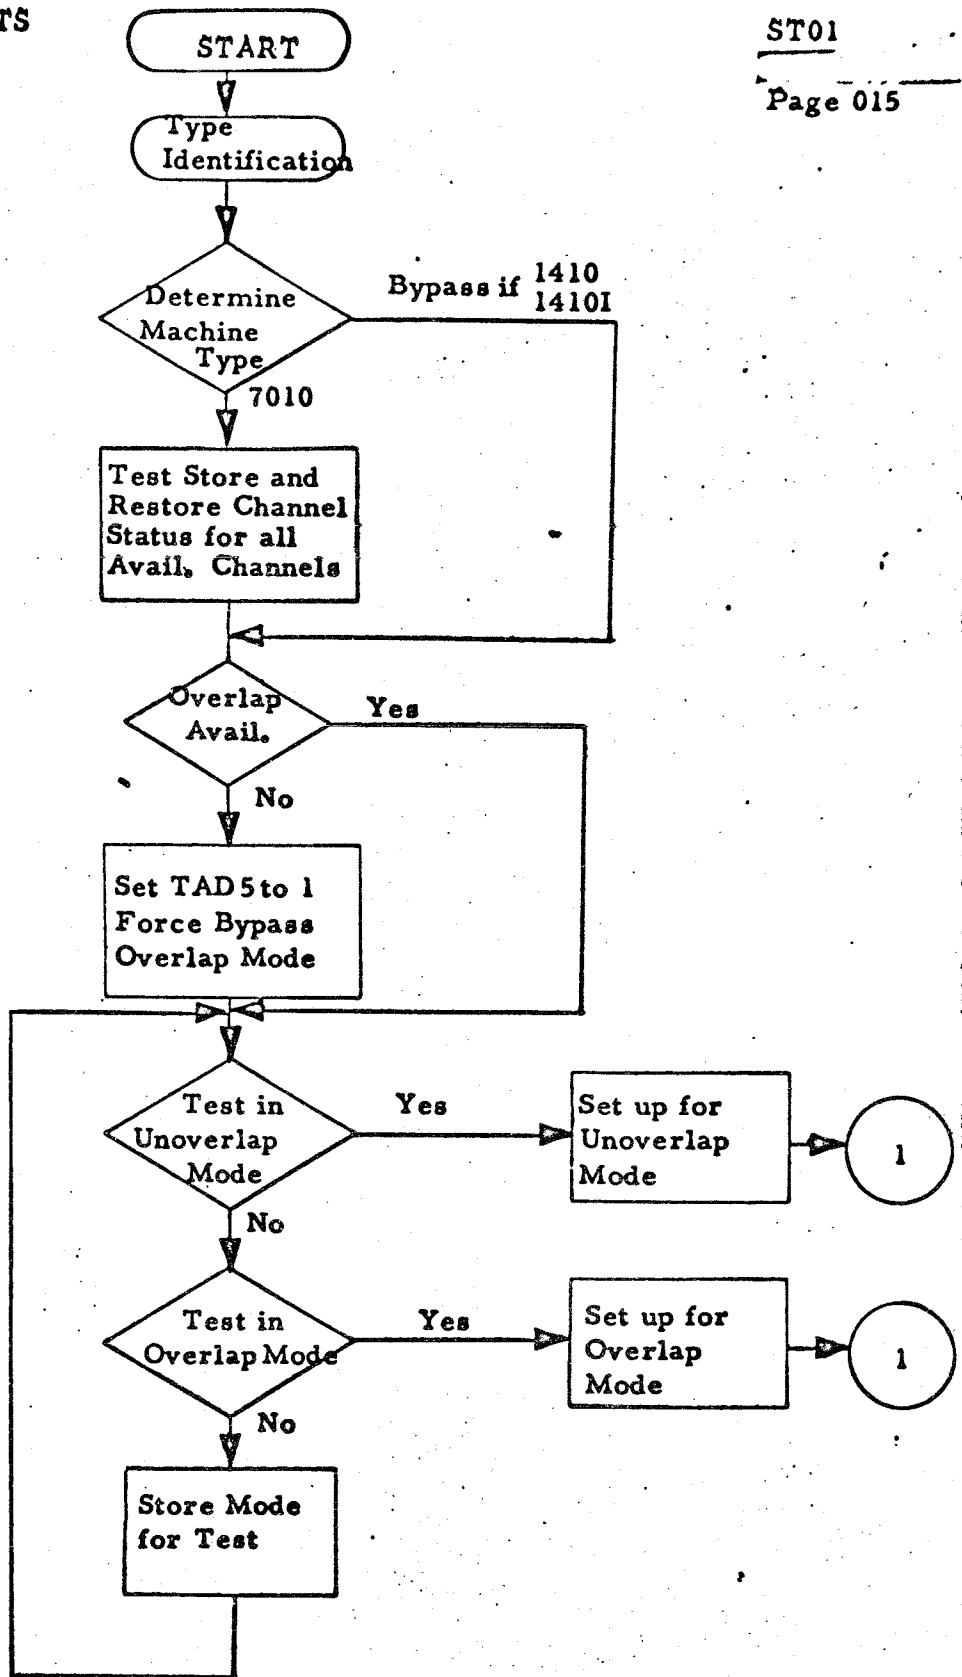 TS
ST01
Page 015
START
Type
Identification
Determine
Machine
Type
Bypass if 1410
1410I
7010
Test Store and
Restore Channel
Status for all
Avail. Channels
Overlap
Avail.
Yes
No
Set TAD5 to 1
Force Bypass
Overlap Mode
Test in
Unoverlap
Mode
Yes
Set up for
Unoverlap
Mode
1
No
Test in
Overlap Mode
Yes
Set up for
Overlap
Mode
1
No
Store Mode
for Test